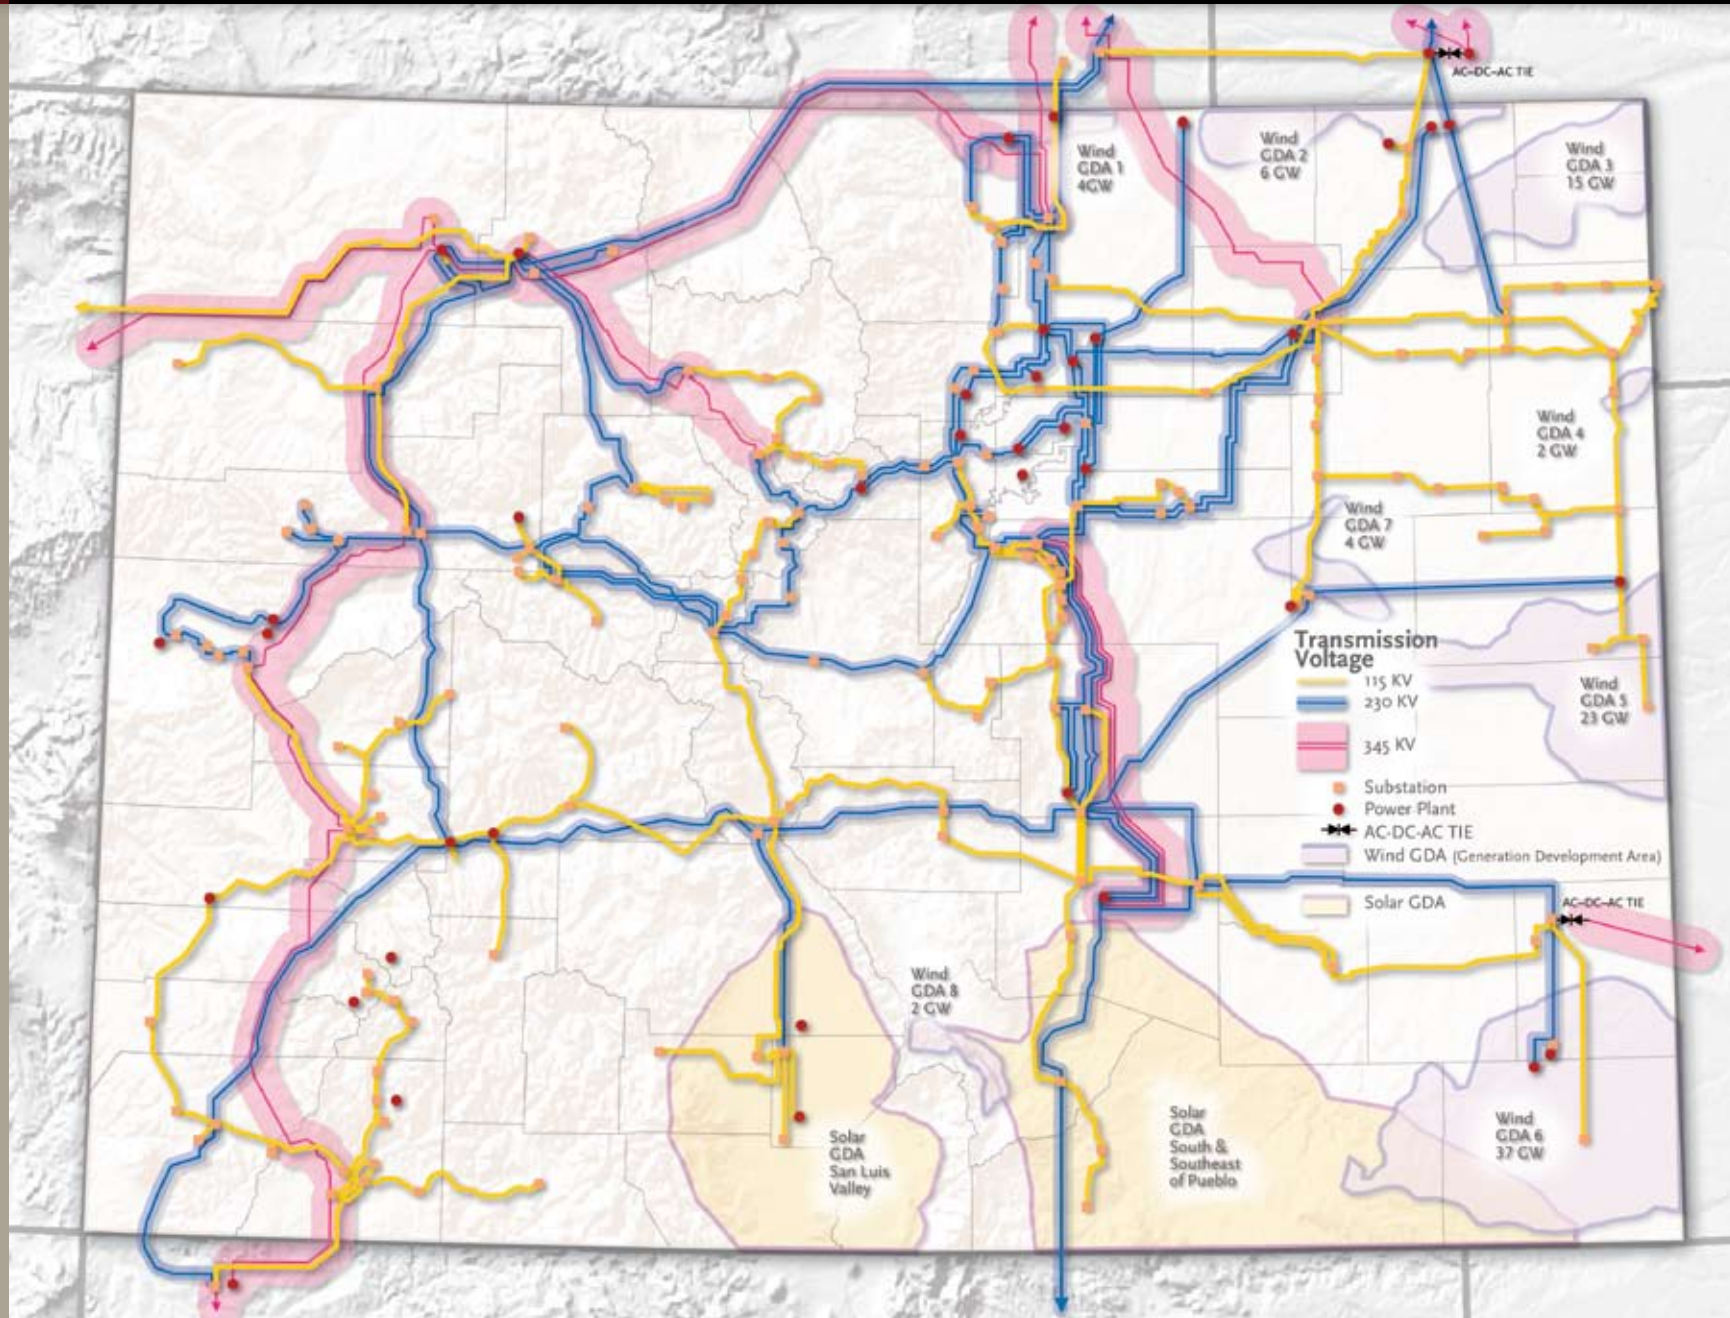 AC-DC-AC TIE
Wind
GDA 1
4GW
Wind
GDA 2
6 GW
Wind
GDA 3
15 GW
Wind
GDA 4
2 GW
Wind
GDA 7
4 GW
Transmission
Voltage
115 KV
230 KV
345 KV
Substation
Power Plant
AC-DC-AC TIE
Wind GDA (Generation Development Area)
Solar GDA
Wind
GDA 5
23 GW
AC-DC-AC TIE
Wind
GDA 8
2 GW
Solar
GDA
San Luis
Valley
Solar
GDA
South &
Southeast
of Pueblo
Wind
GDA 6
37 GW